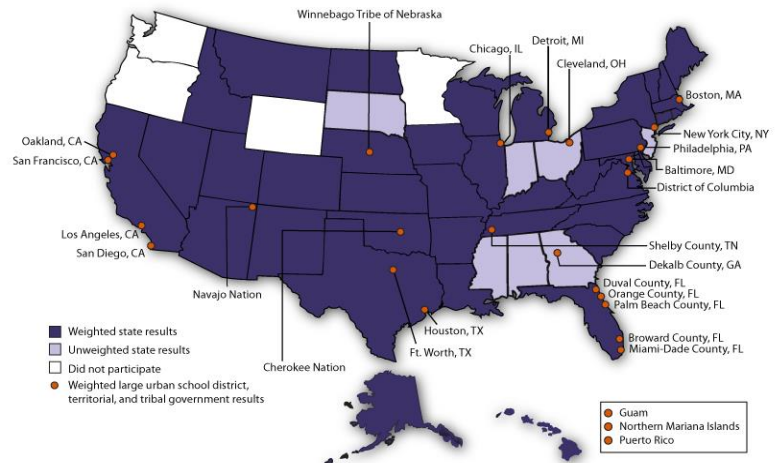 Winnebago Tribe of Nebraska
Chicago, IL
Detroit, MI
Cleveland, OH
Boston, MA
Oakland, CA
San Francisco, CA
New York City, NY
Philadelphia, PA
Baltimore, MD
District of Columbia
Los Angeles, CA
San Diego, CA
Shelby County, TN
Dekalb County, GA
Navajo Nation
Duval County, FL
Orange County, FL
Palm Beach County, FL
Houston, TX
Ft. Worth, TX
Broward County, FL
Miami-Dade County, FL
Cherokee Nation
Weighted state results
Unweighted state results
Did not participate
Weighted large urban school district,
territorial, and tribal government results
Guam
Northern Mariana Islands
Puerto Rico